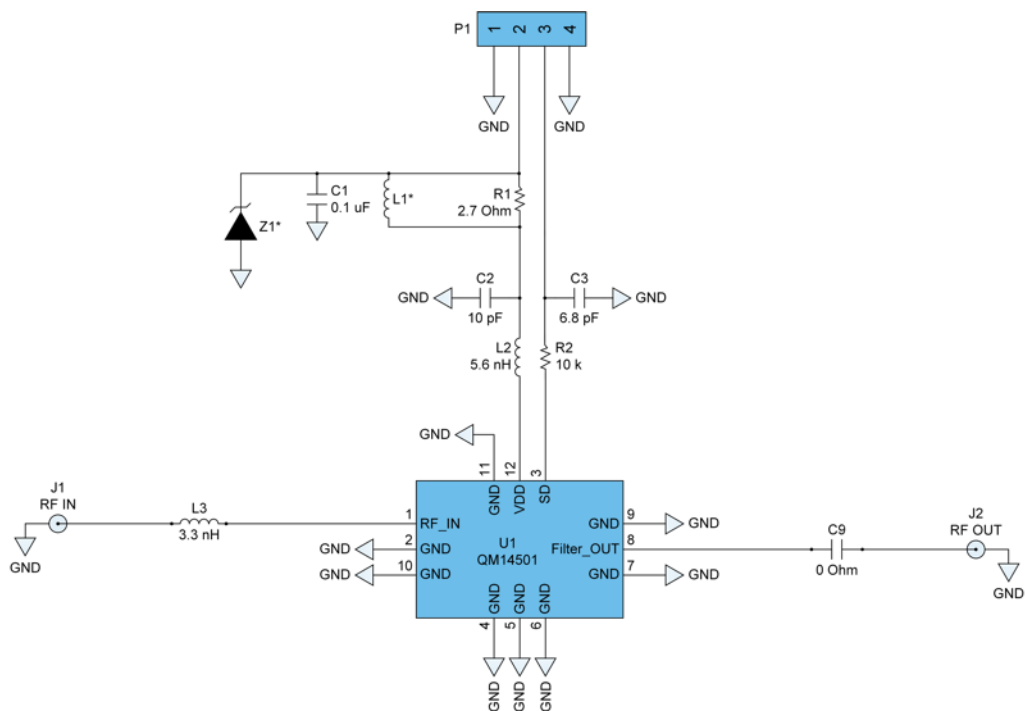 P1
1 2 3 4
GND
GND
C1
0.1 uF
L1*
R1
2.7 Ohm
Z1*
GND
C2
10 pF
C3
6.8 pF
GND
L2
5.6 nH
R2
10 k
GND
11
12
3
GND
VDD
SD
J1
RF IN
GND
L3
3.3 nH
1
RF_IN
GND
2
GND
GND
10
GND
U1
QM14501
GND
9
GND
Filter_OUT
8
GND
7
GND
C9
0 Ohm
J2
RF OUT
GND
GND
GND
GND
4
5
6
GND
GND
GND